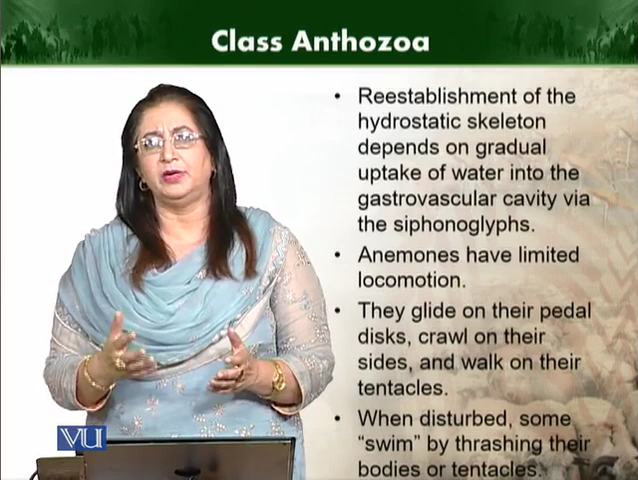 Class Anthozoa
• Reestablishment of the
hydrostatic skeleton
depends on gradual
uptake of water into the
gastrovascular cavity via
the siphonoglyphs.
• Anemones have limited
locomotion.
• They glide on their pedal
disks, crawl on their
sides, and walk on their
tentacles.
• When disturbed, some
“swim” by thrashing their
bodies or tentacles.
VU